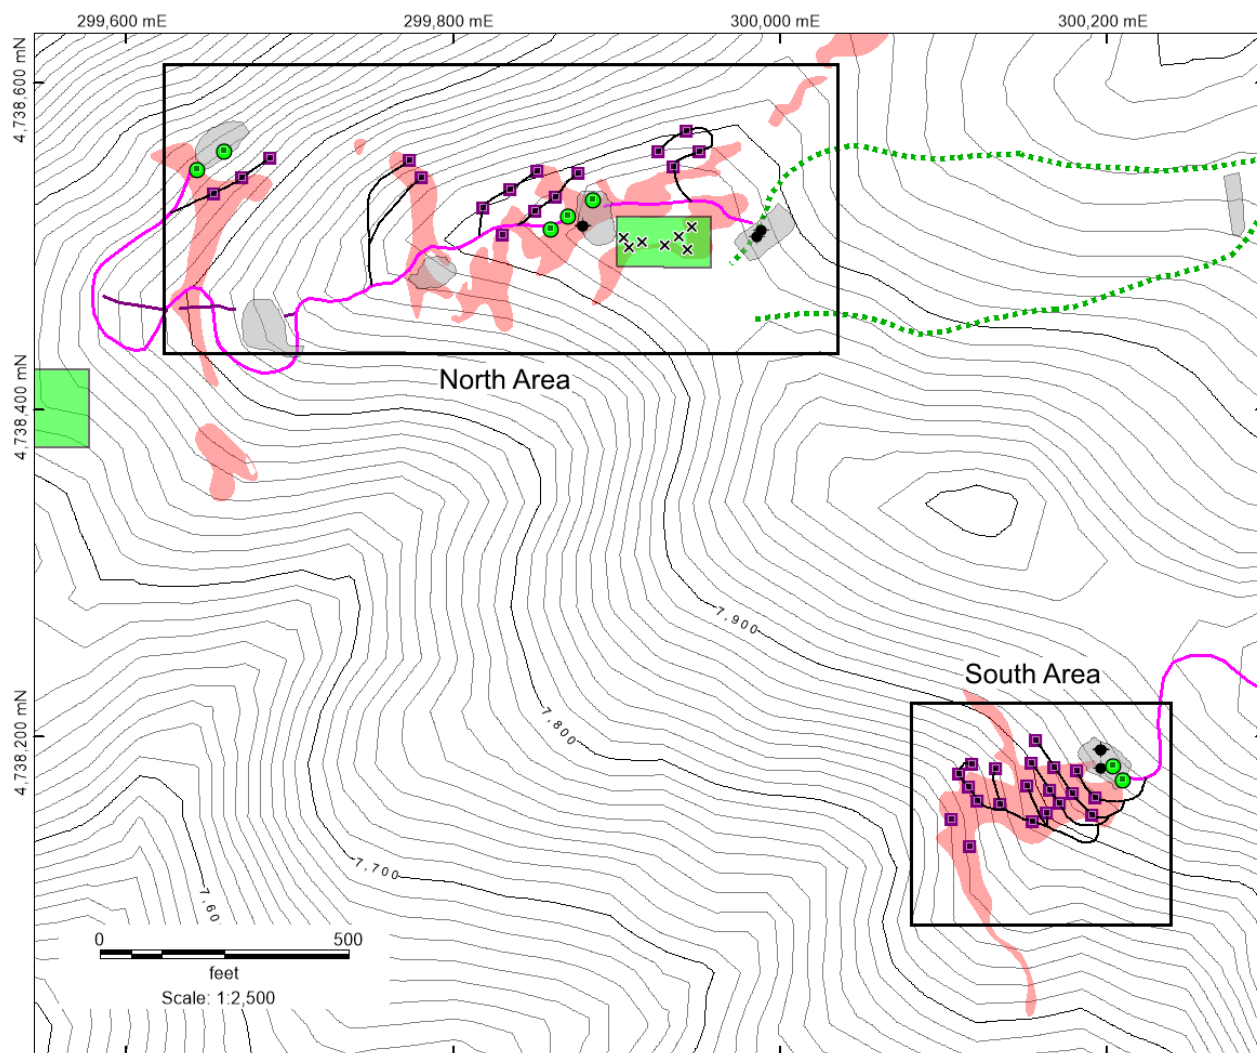 299,600 mE
299,800 mE
300,000 mE
300,200 mE
4,738,600 mN
4,738,400 mN
4,738,200 mN
North Area
7,900
South Area
7,800
7,700
7,60
0
500
feet
Scale: 1:2,500